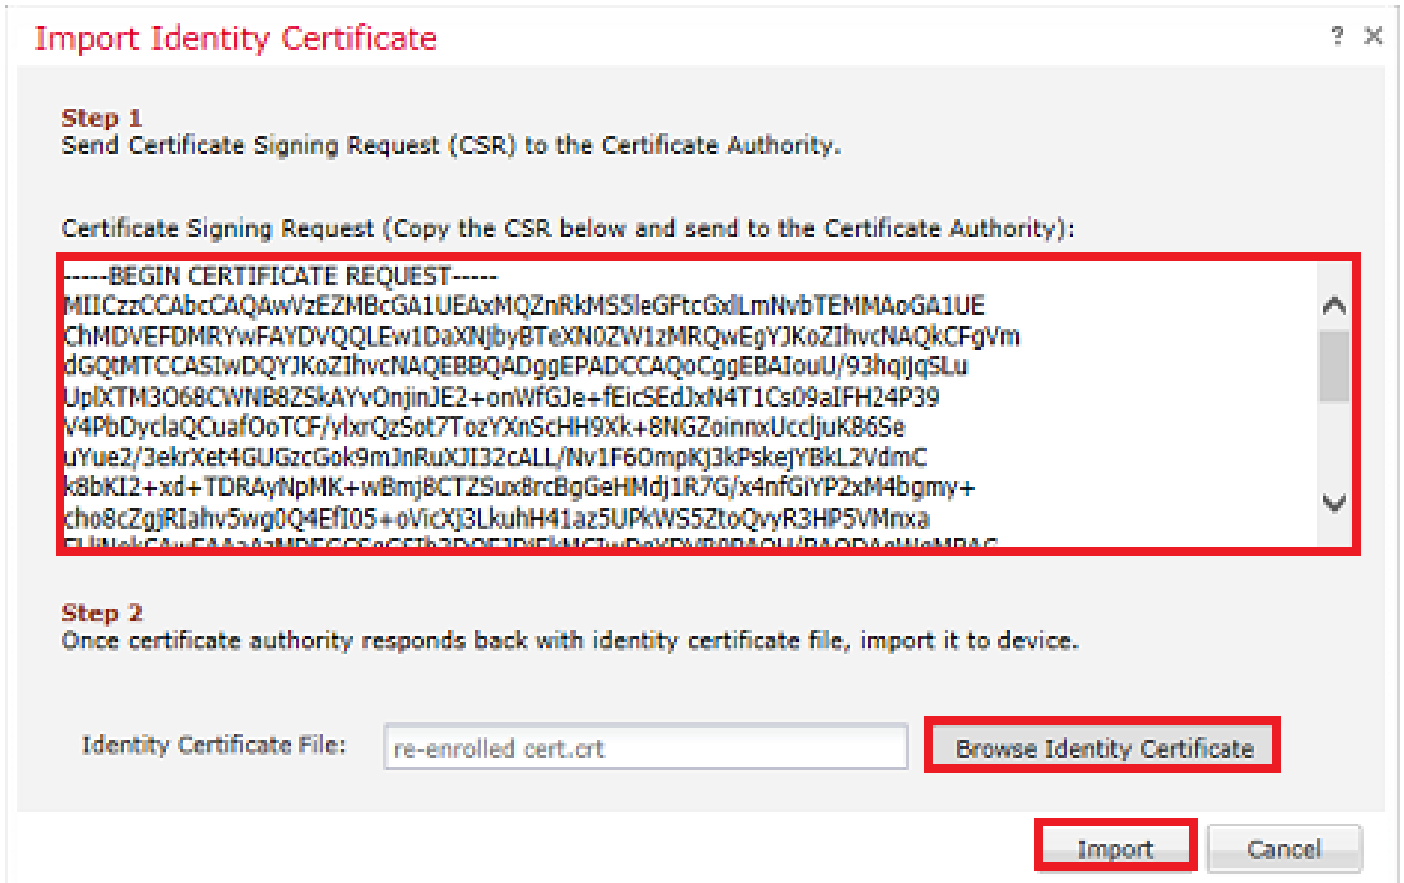 Import Identity Certificate
? ×
Step 1
Send Certificate Signing Request (CSR) to the Certificate Authority.
Certificate Signing Request (Copy the CSR below and send to the Certificate Authority):
-----BEGIN CERTIFICATE REQUEST-----
MIICzzCCAbcCAQAwVzEZMBcGA1UEAxMQZnRkMS5leGFtcGxlLmNvbTEMMAoGA1UE
ChMDVEFDMRYwFAYDVQQLEw1DaXNjbyBTeXN0ZW1zMRQwEgYJKoZIhvcNAQkCFgVm
dGQtMTCCASIwDQYJKoZIhvcNAQEBBQADggEPADCCAQoCggEBAIouU/93hqijqSLu
UplXTM3O68CWNB8ZSkAYvOnjinJE2+onWfGJe+fEicSEdJxN4T1Cs09aIFH24P39
V4PbDyclaQCuafOoTCF/ylxrQzSot7TozYXnScHH9Xk+8NGZoinnxUccljuK86Se
uYue2/3ekrXet4GUGzcGok9mJnRuXJI32cALL/Nv1F6OmpKj3kPskejYBkL2VdmC
k8bKI2+xd+TDRAyNpMK+wBmj8CTZSux8rcBgGeHMdj1R7G/x4nfGiYP2xM4bgmy+
cho8cZgjRIahv5wg0Q4EfI05+oVicXj3LkuhH41az5UPkWS5ZtoQvyR3HP5VMnxa
Step 2
Once certificate authority responds back with identity certificate file, import it to device.
Identity Certificate File: re-enrolled cert.crt Browse Identity Certificate
Import Cancel